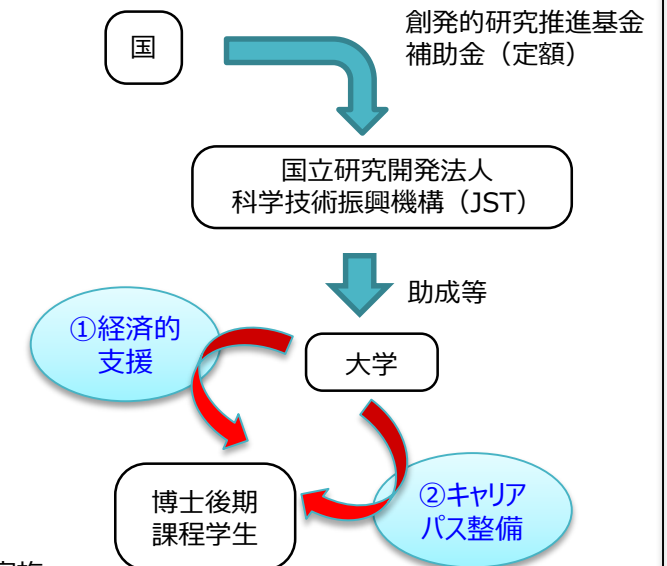 国
創発的研究推進基金
補助金（定額）
国立研究開発法人
科学技術振興機構（JST）
助成等
①経済的
支援
大学
博士後期
課程学生
②キャリア
パス整備